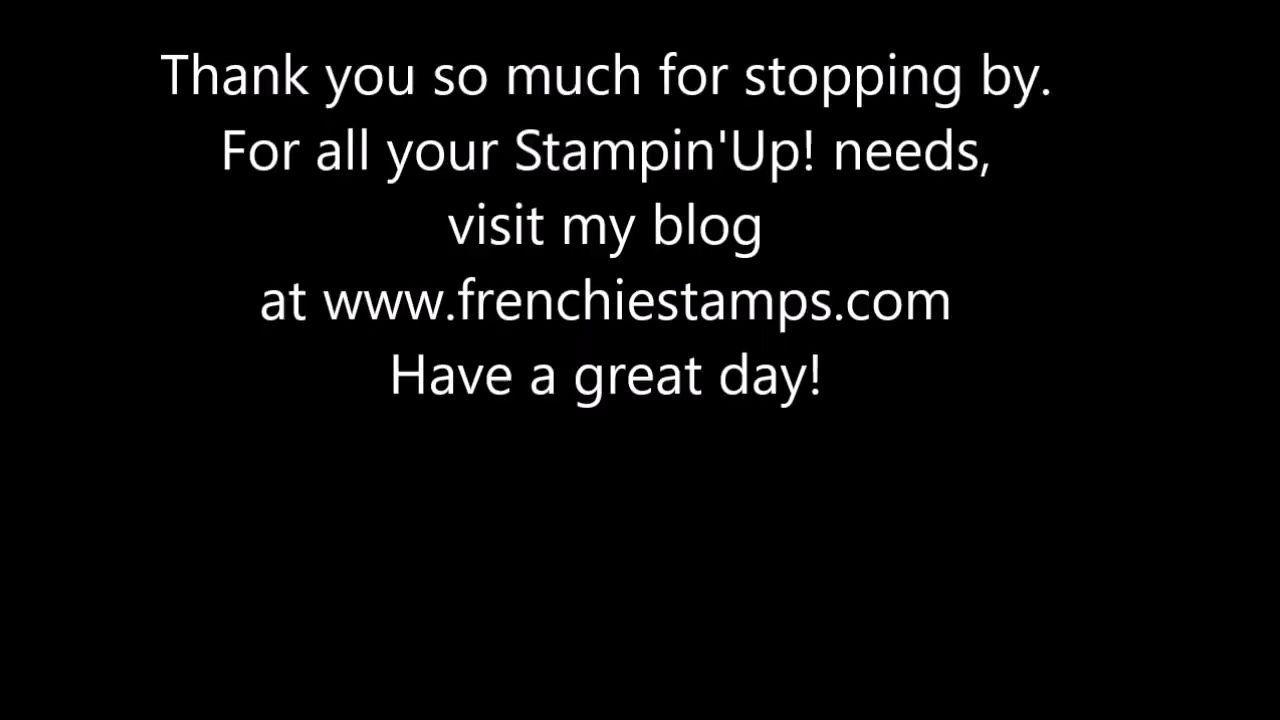 Thank you so much for stopping by.
For all your Stampin'Up! needs,
visit my blog
at www.frenchiestamps.com
Have a great day!